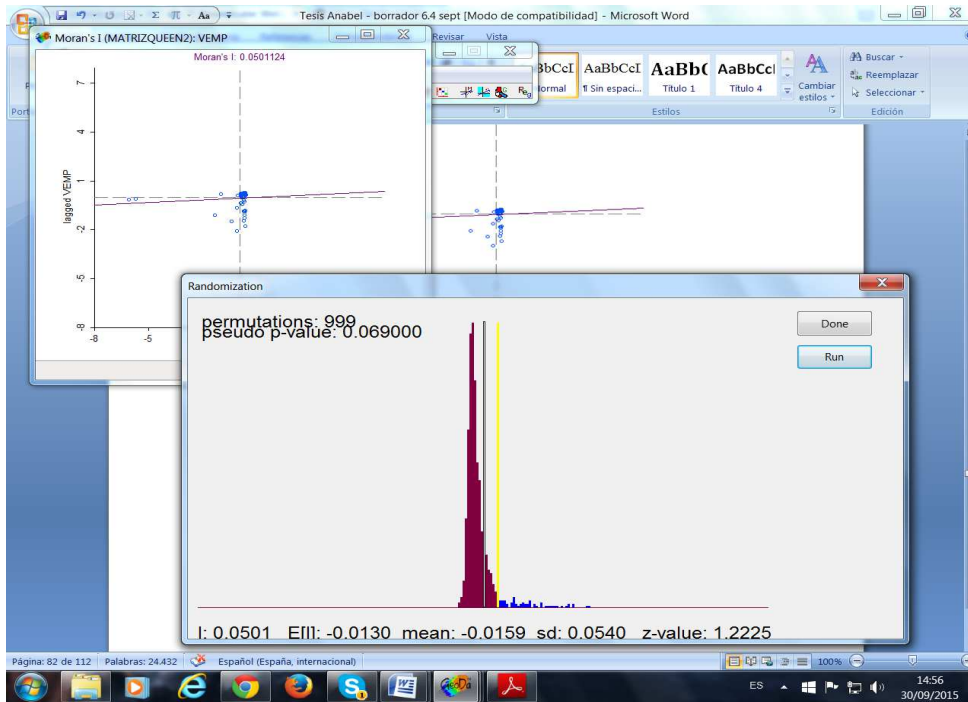 Tesis Anabel - borrador 6.4 sept [Modo de compatibilidad] - Microsoft Word
Moran's I (MATRIZQUEEN2): VEMP
Revisar Vista
Moran's I: 0.0501124
7
4
1
-2
-5
-8
-8 -5
lagged VEMP
AaBbCcI AaBb( AaBbCcl
¶ Sin espaci... Título 1 Título 4
Cambiar estilos
Estilos
Buscar
Reemplazar
Seleccionar
Edición
Randomization
permutations: 999
pseudo p-value: 0.069000
Done
Run
I: 0.0501 E[I]: -0.0130 mean: -0.0159 sd: 0.0540 z-value: 1.2225
Página: 82 de 112 Palabras: 24.432 Español (España, internacional) 100%
GeoDa
ES 14:56
30/09/2015